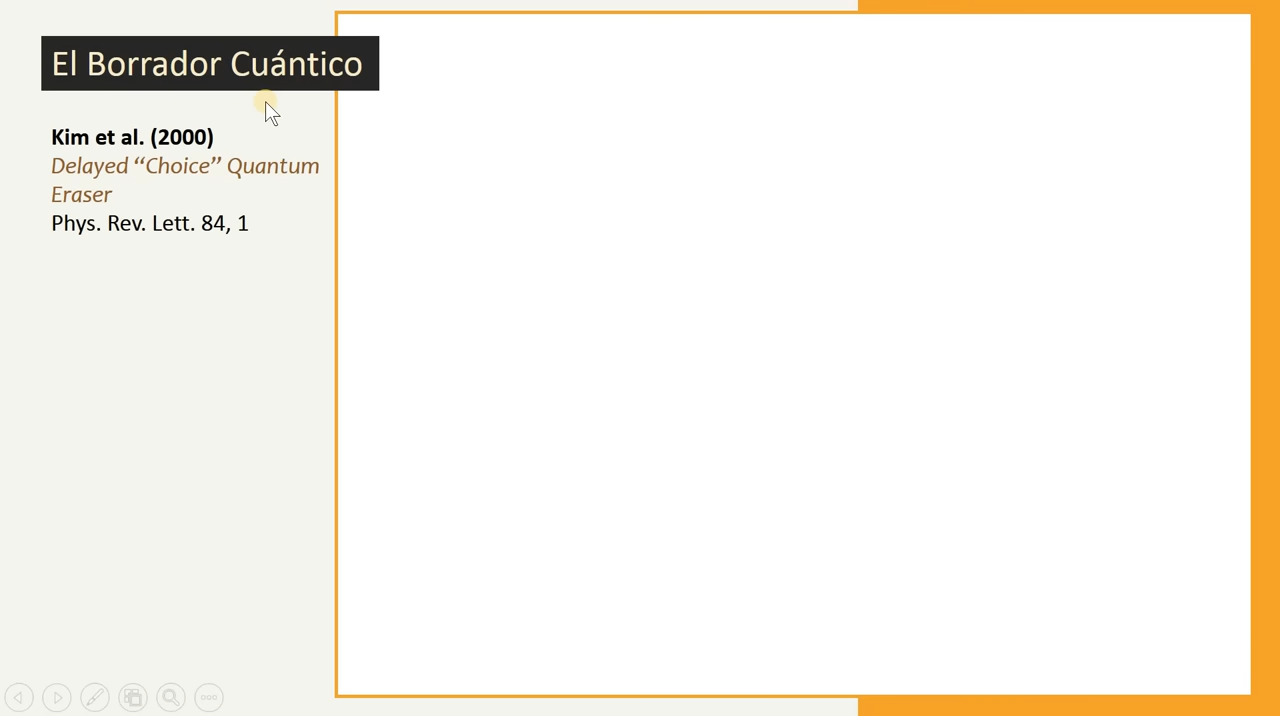 El Borrador Cuántico
Kim et al. (2000)
Delayed “Choice” Quantum
Eraser
Phys. Rev. Lett. 84, 1